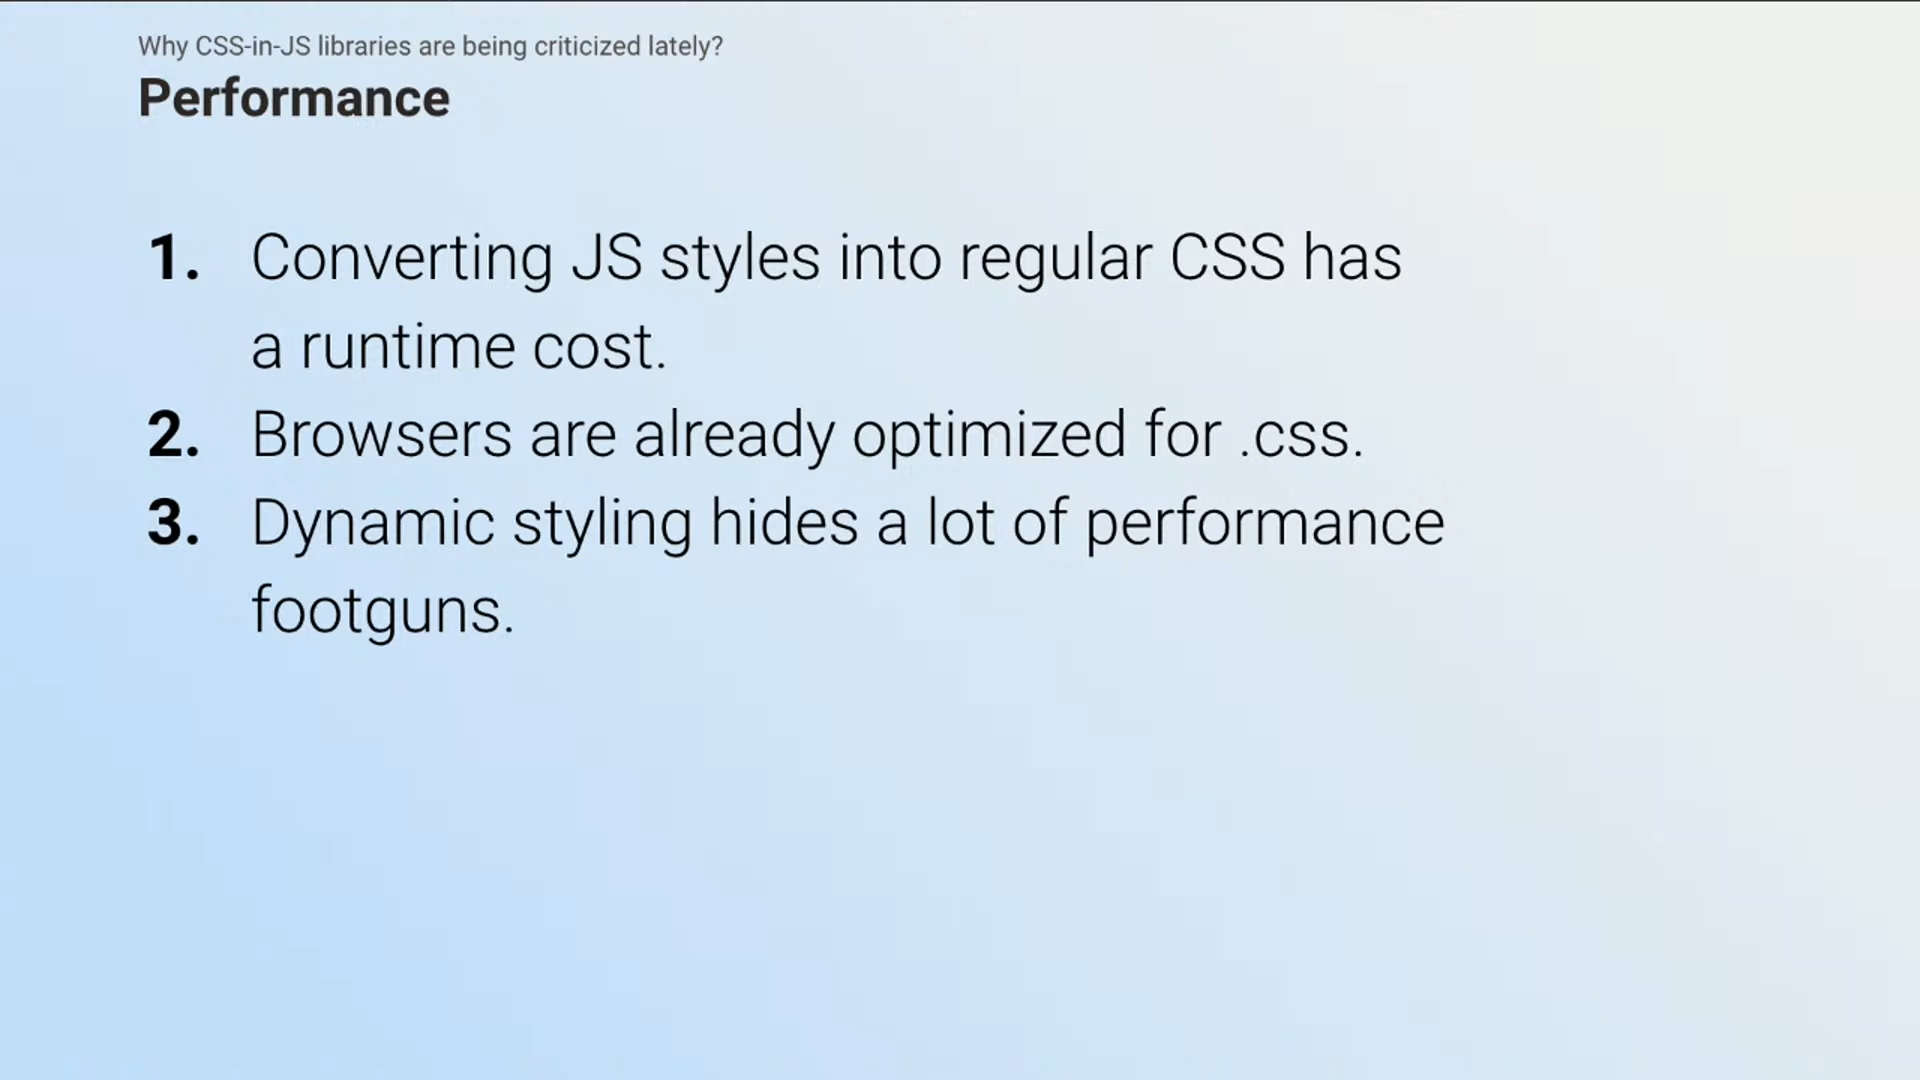 Why CSS-in-JS libraries are being criticized lately?
Performance
1. Converting JS styles into regular CSS has
a runtime cost.
2. Browsers are already optimized for .css.
3. Dynamic styling hides a lot of performance
footguns.